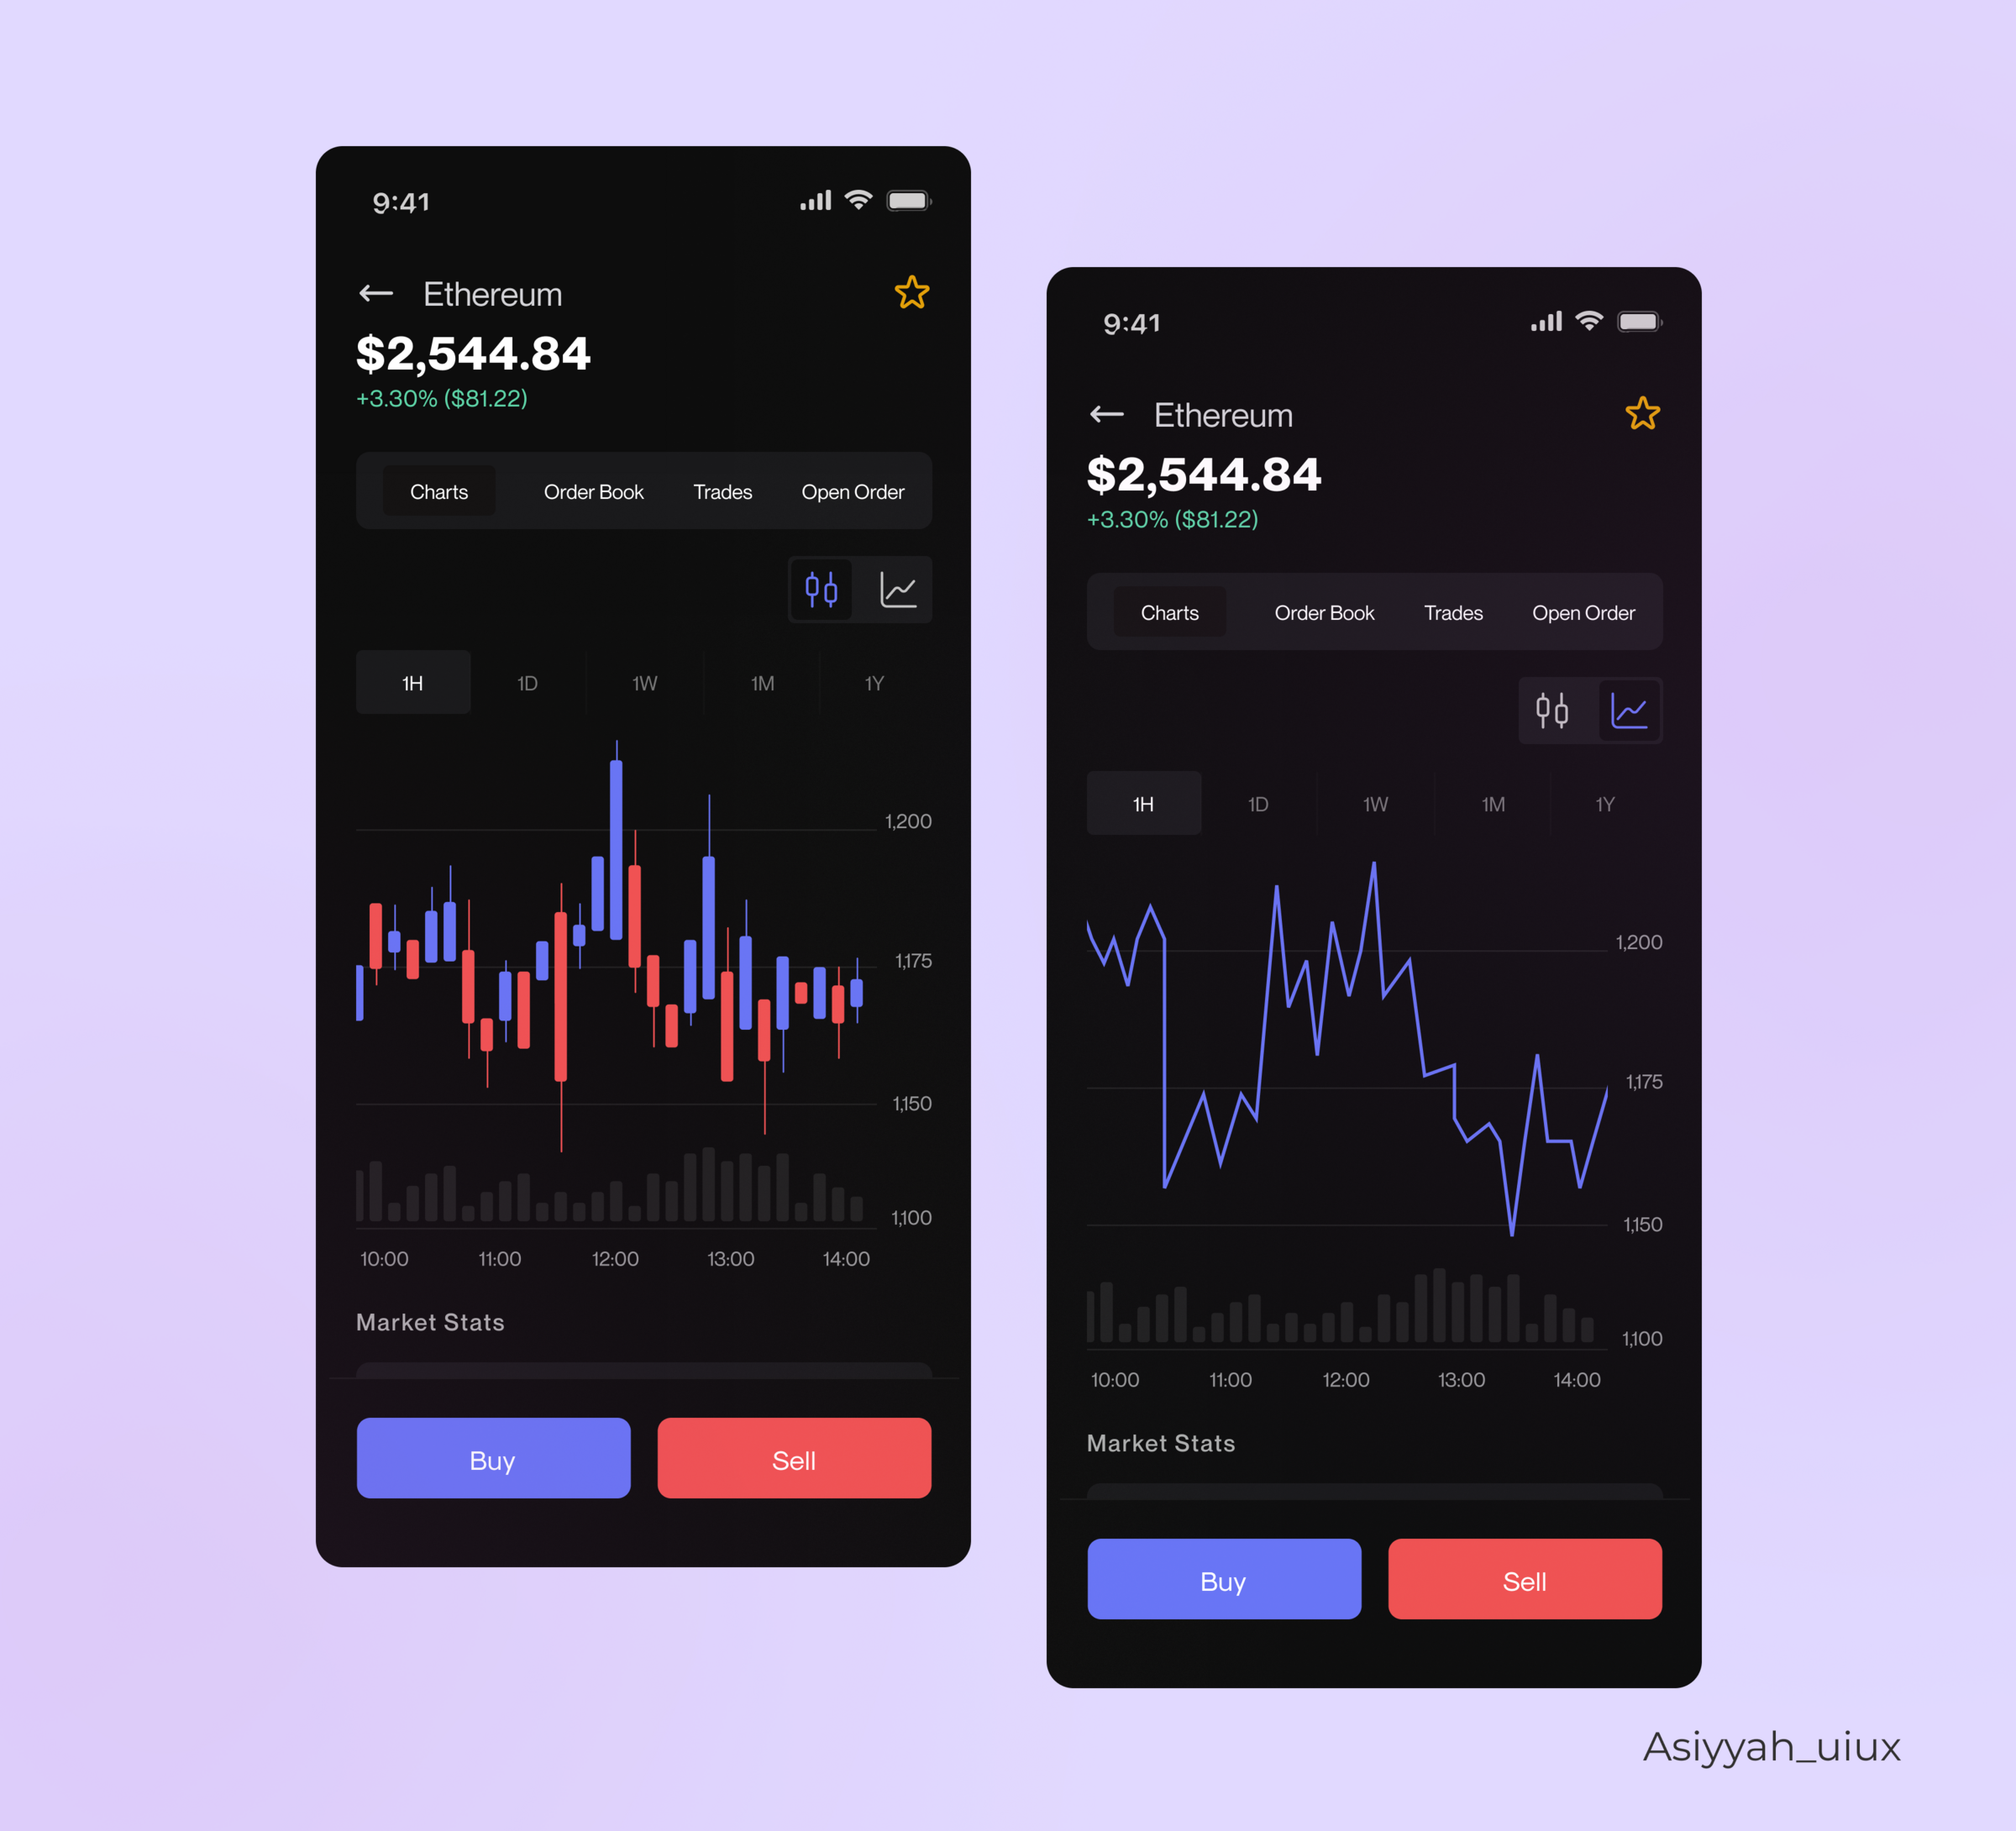 9:41
Ethereum
$2,544.84
+3.30% ($81.22)
Charts Order Book Trades Open Order
1H 1D 1W 1M 1Y
1,200
1,175
1,150
1,100
10:00 11:00 12:00 13:00 14:00
Market Stats
Buy Sell
9:41
Ethereum
$2,544.84
+3.30% ($81.22)
Charts Order Book Trades Open Order
1H 1D 1W 1M 1Y
1,200
1,175
1,150
1,100
10:00 11:00 12:00 13:00 14:00
Market Stats
Buy Sell
Asiyyah_uiux